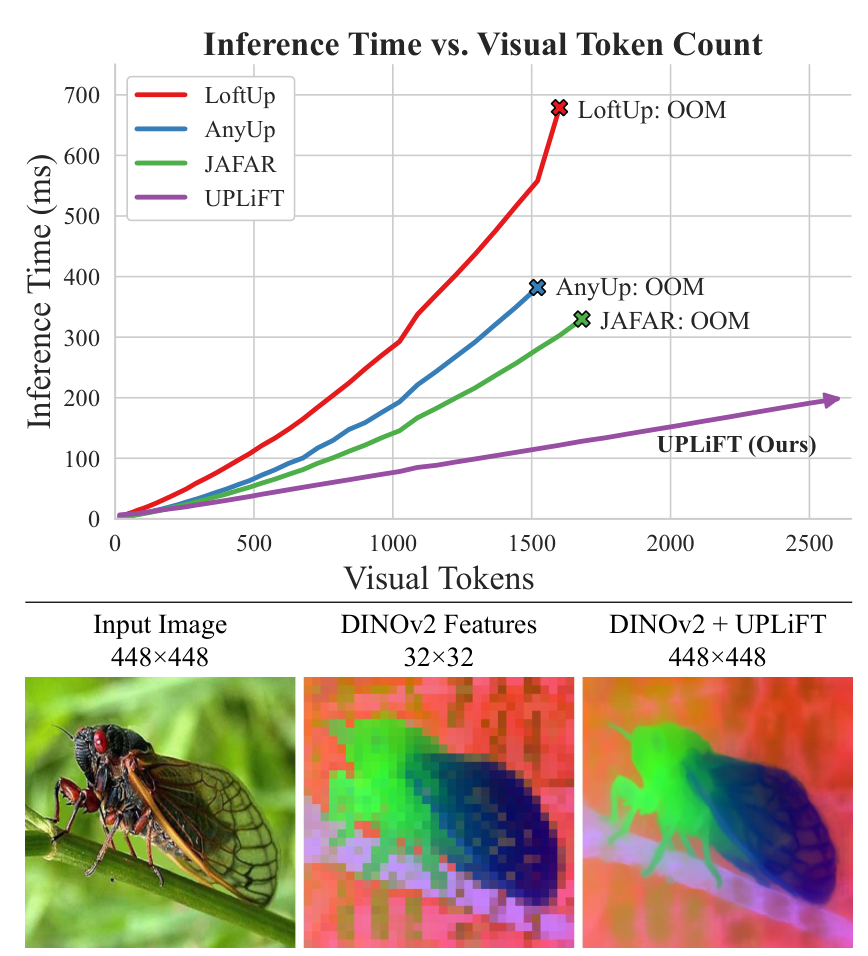 Inference Time vs. Visual Token Count
Inference Time (ms)
700
600
500
400
300
200
100
0
LoftUp
AnyUp
JAFAR
UPLiFT
LoftUp: OOM
AnyUp: OOM
JAFAR: OOM
UPLiFT (Ours)
0 500 1000 1500 2000 2500
Visual Tokens
Input Image
448×448
DINOv2 Features
32×32
DINOv2 + UPLiFT
448×448